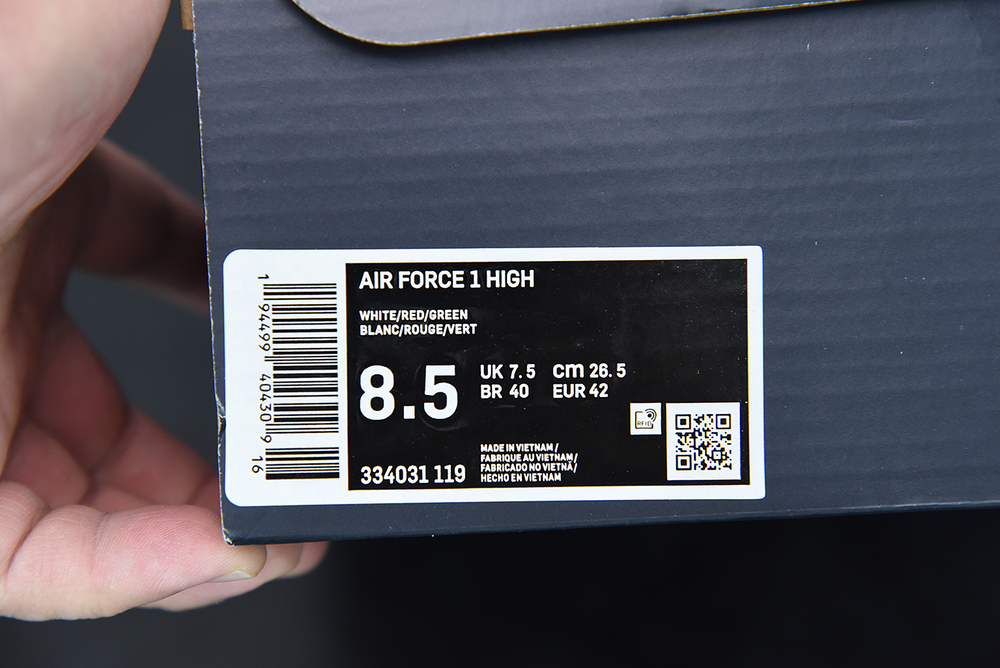 AIR FORCE 1 HIGH
WHITE/RED/GREEN
BLANC/ROUGE/VERT
8.5
UK 7.5 cm 26.5
BR 40 EUR 42
RFID
334031 119
MADE IN VIETNAM /
FABRIQUE AU VIETNAM/
FABRICADO NO VIETNÃ/
HECHO EN VIETNAM
1 94499 40430 9 16